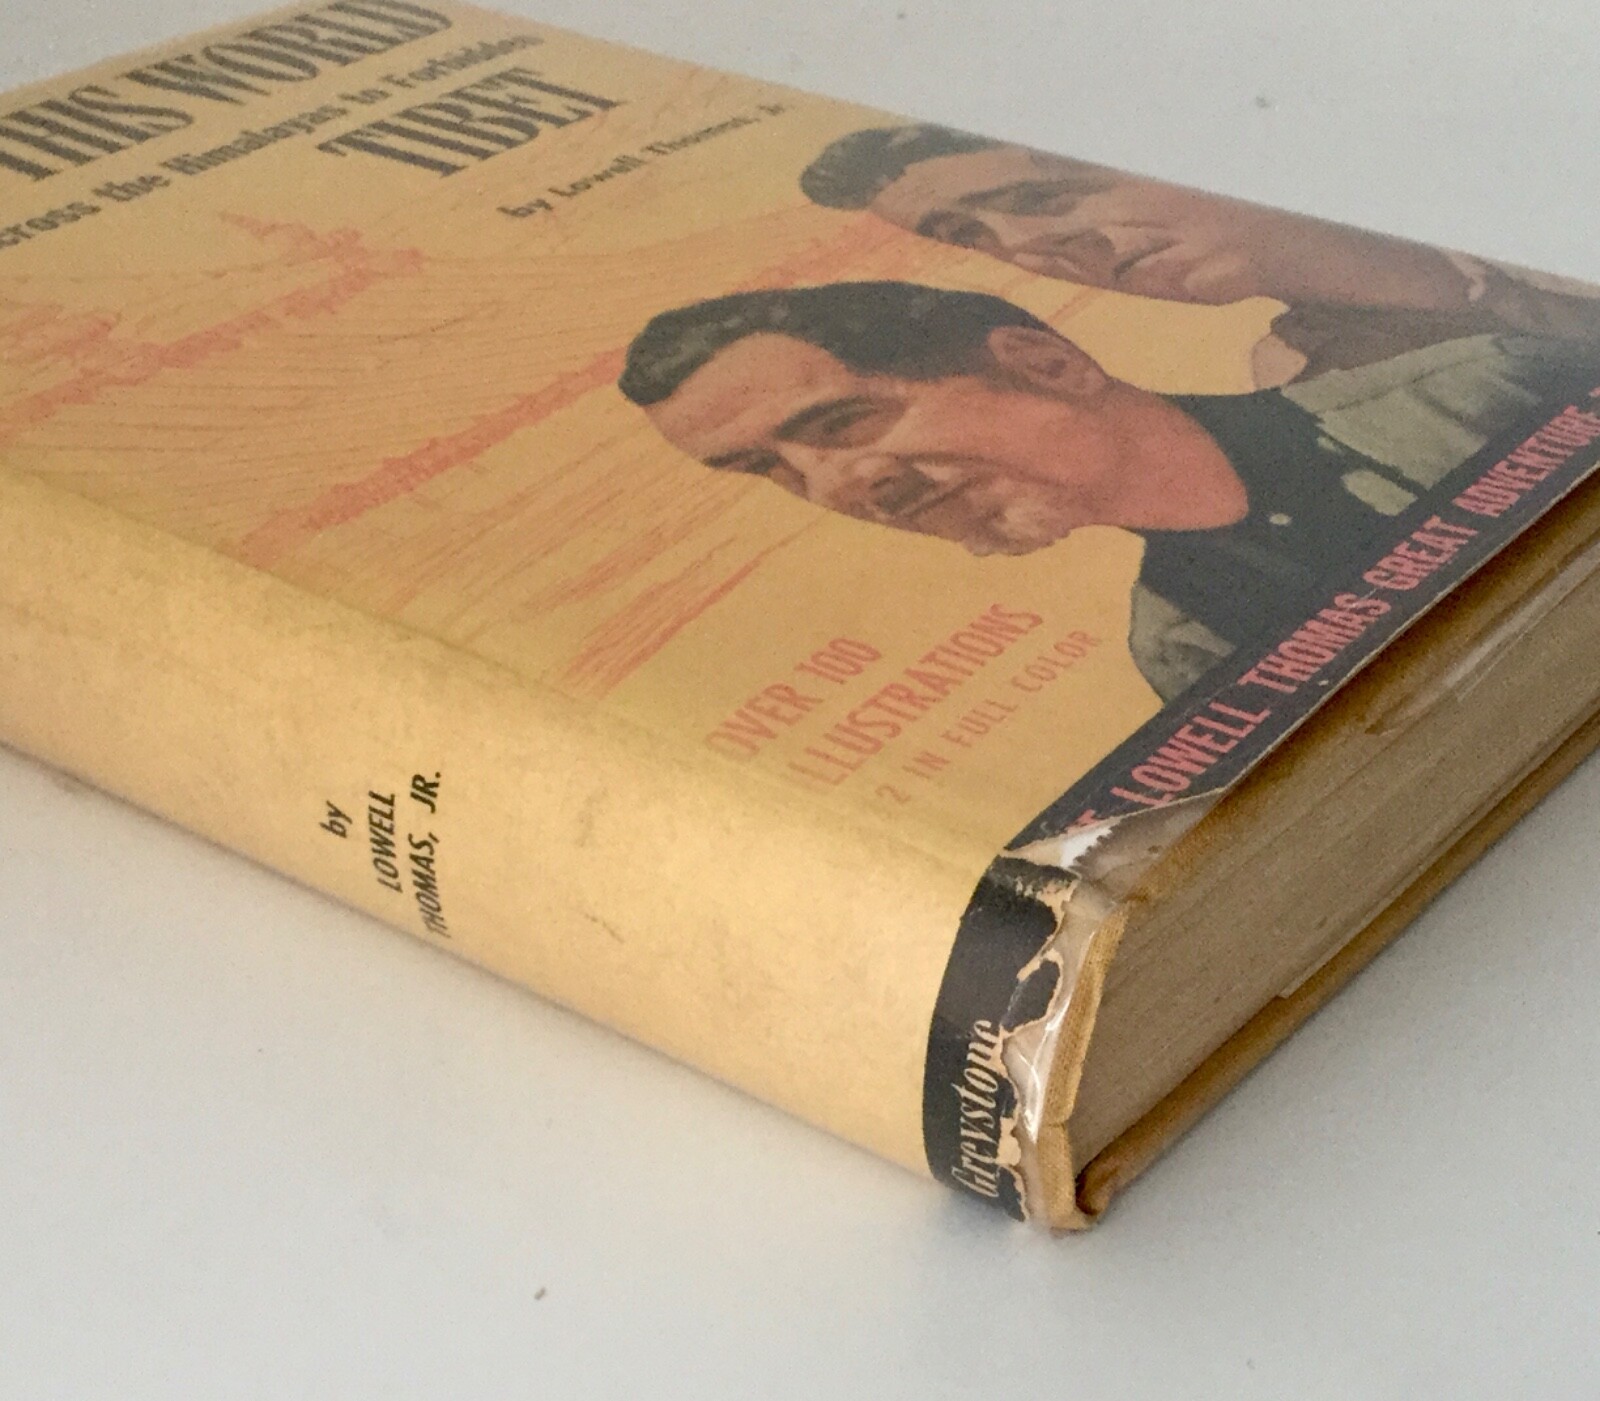 THIS WORLD
cross the Himalayas to Forbidden
TIBET
by Lowell Thomas, Jr
OVER 100
ILLUSTRATIONS
2 IN FULL COLOR
LOWELL THOMAS GREAT ADVENTURE
by
LOWELL
THOMAS, JR.
Greystone